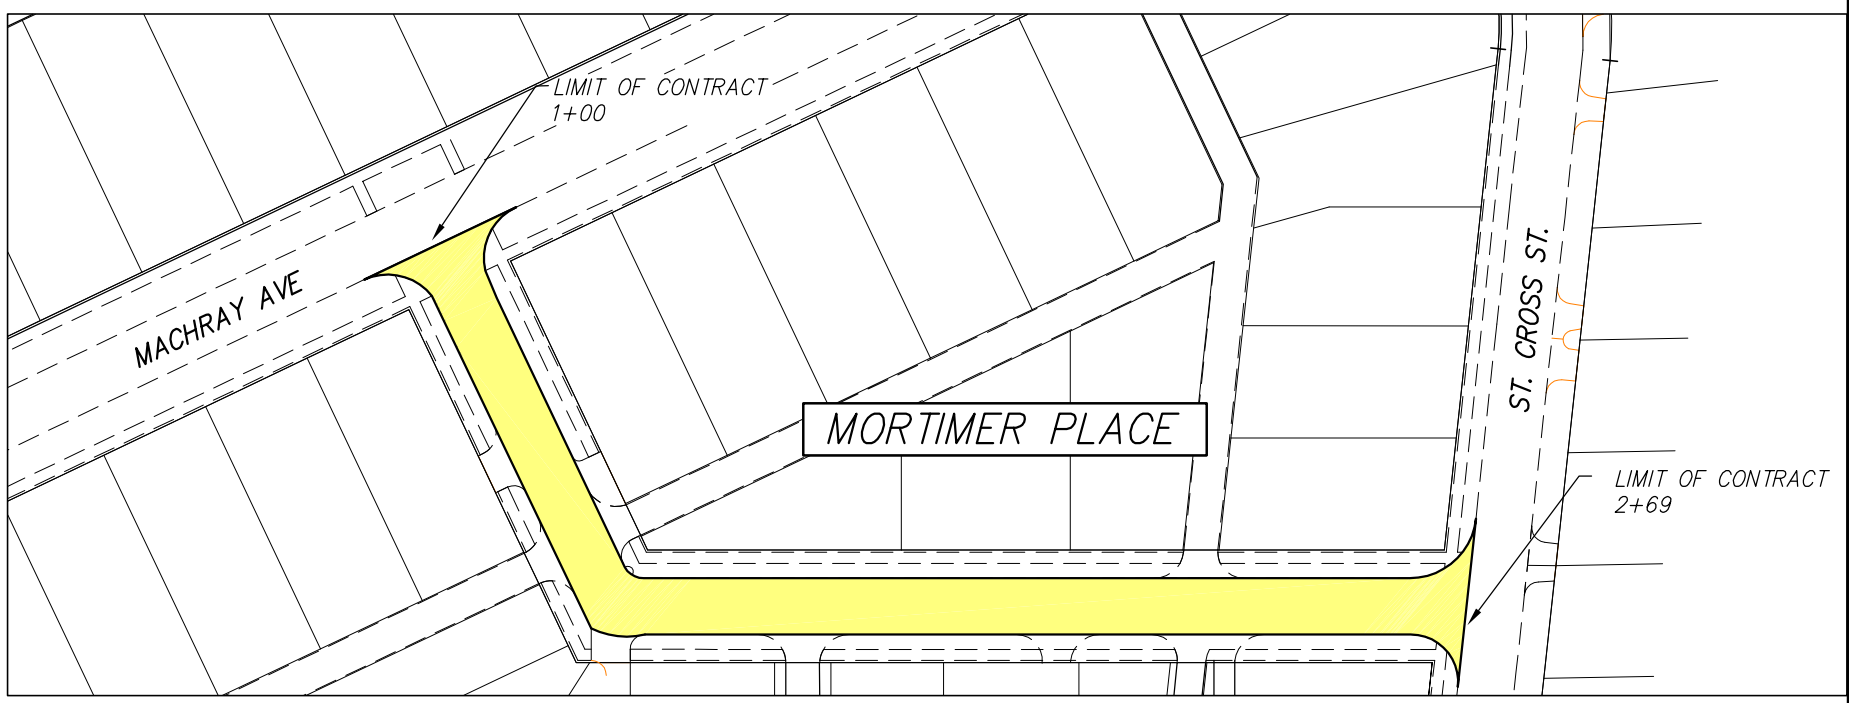 LIMIT OF CONTRACT
1+00
MACHRAY AVE
ST. CROSS ST.
MORTIMER PLACE
LIMIT OF CONTRACT
2+69